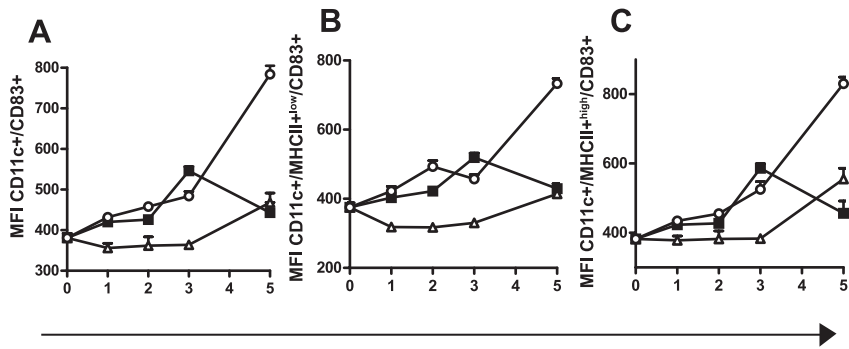 A
MFI CD11c+/CD83+
800
700
600
500
400
300
0 1 2 3 4 5
B
MFI CD11c+/MHCII+low/CD83+
800
600
400
200
0 1 2 3 4 5
C
MFI CD11c+/MHCII+high/CD83+
800
600
400
0 1 2 3 4 5